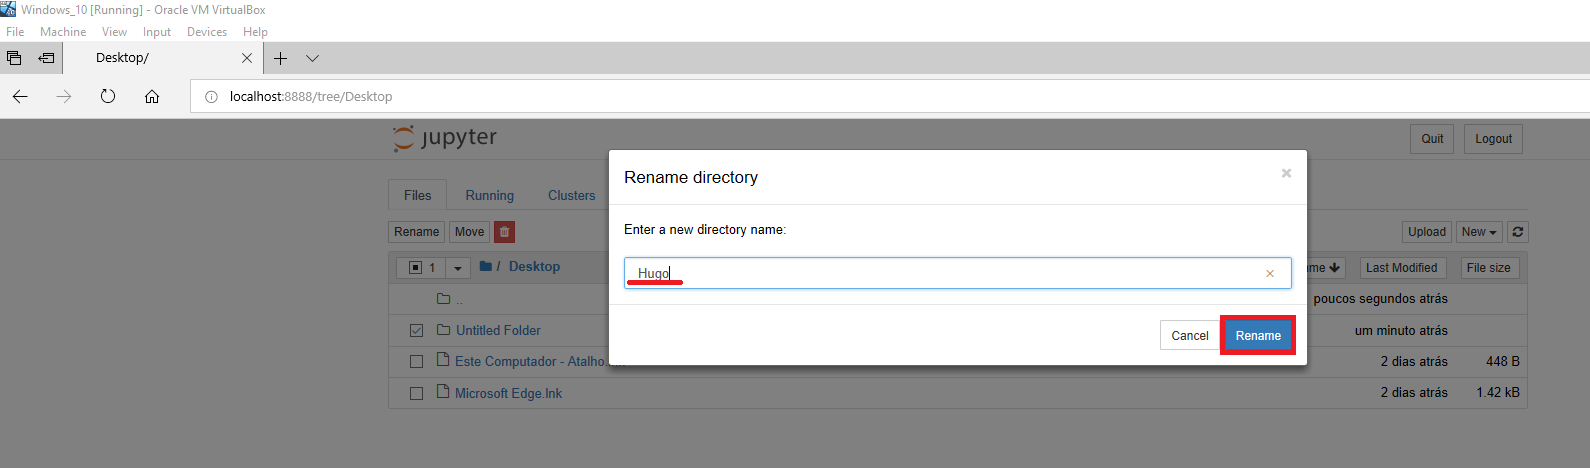 Windows_10 [Running] - Oracle VM VirtualBox
File Machine View Input Devices Help
Desktop/
localhost:8888/tree/Desktop
jupyter
Quit Logout
Rename directory
Files Running Clusters
Enter a new directory name:
Rename Move
Upload New
1 / Desktop
Hugo
me Last Modified File size
..
poucos segundos atrás
Untitled Folder
um minuto atrás
Cancel Rename
Este Computador - Atalho
2 dias atrás 448 B
Microsoft Edge.lnk
2 dias atrás 1.42 kB